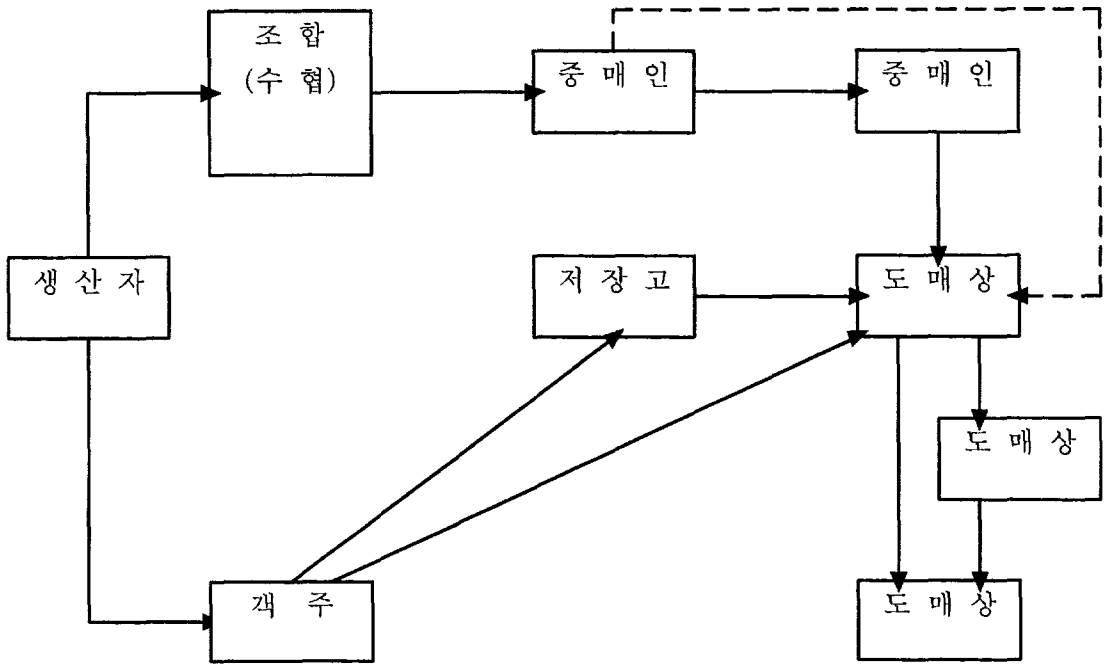 조 합
(수 협)
중 매 인
중 매 인
생 산 자
저 장 고
도 매 상
도 매 상
객 주
도 매 상